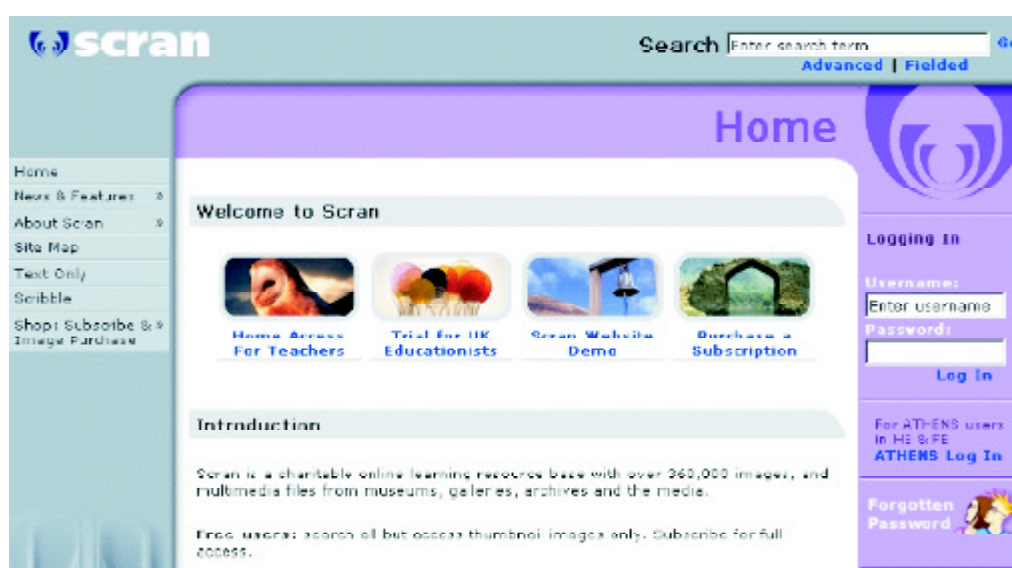 scran
Search Enter search term Go
Advanced | Fielded
Home
Home
News & Features »
About Scran »
Site Map
Text Only
Scribble
Shop: Subscribe & »
Image Purchase
Welcome to Scran
Home Access
For Teachers
Trial for UK
Educationists
Scran Website
Demo
Purchase a
Subscription
Introduction
Scran is a charitable online learning resource base with over 360,000 images, and
multimedia files from museums, galleries, archives and the media.
Free users: search all but access thumbnail images only. Subscribe for full
access.
Logging In
Username:
Enter username
Password:
Log In
For ATHENS users
in HE & FE
ATHENS Log In
Forgotten
Password